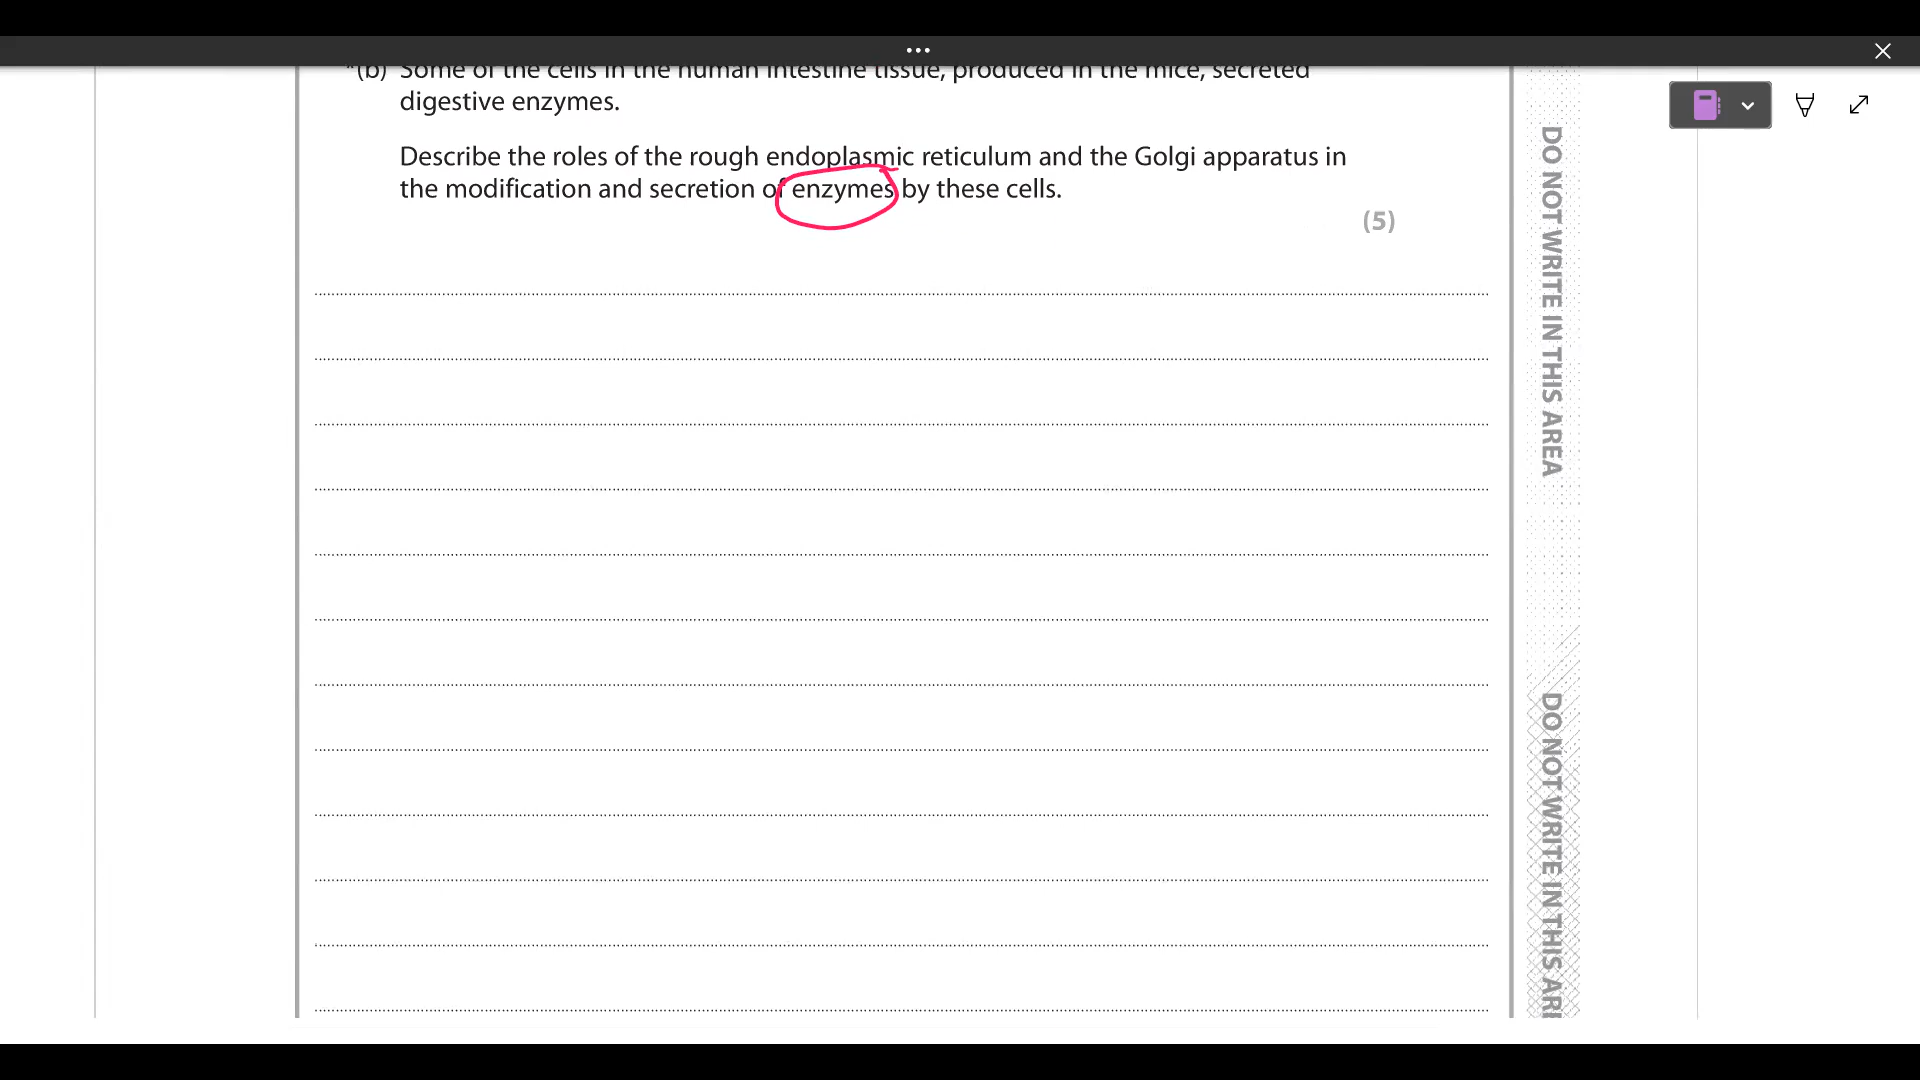 *(b) Some of the cells in the human intestine tissue, produced in the mice, secreted
digestive enzymes.
Describe the roles of the rough endoplasmic reticulum and the Golgi apparatus in
the modification and secretion of enzymes by these cells.
(5)
DO NOT WRITE IN THIS AREA
DO NOT WRITE IN THIS ARE